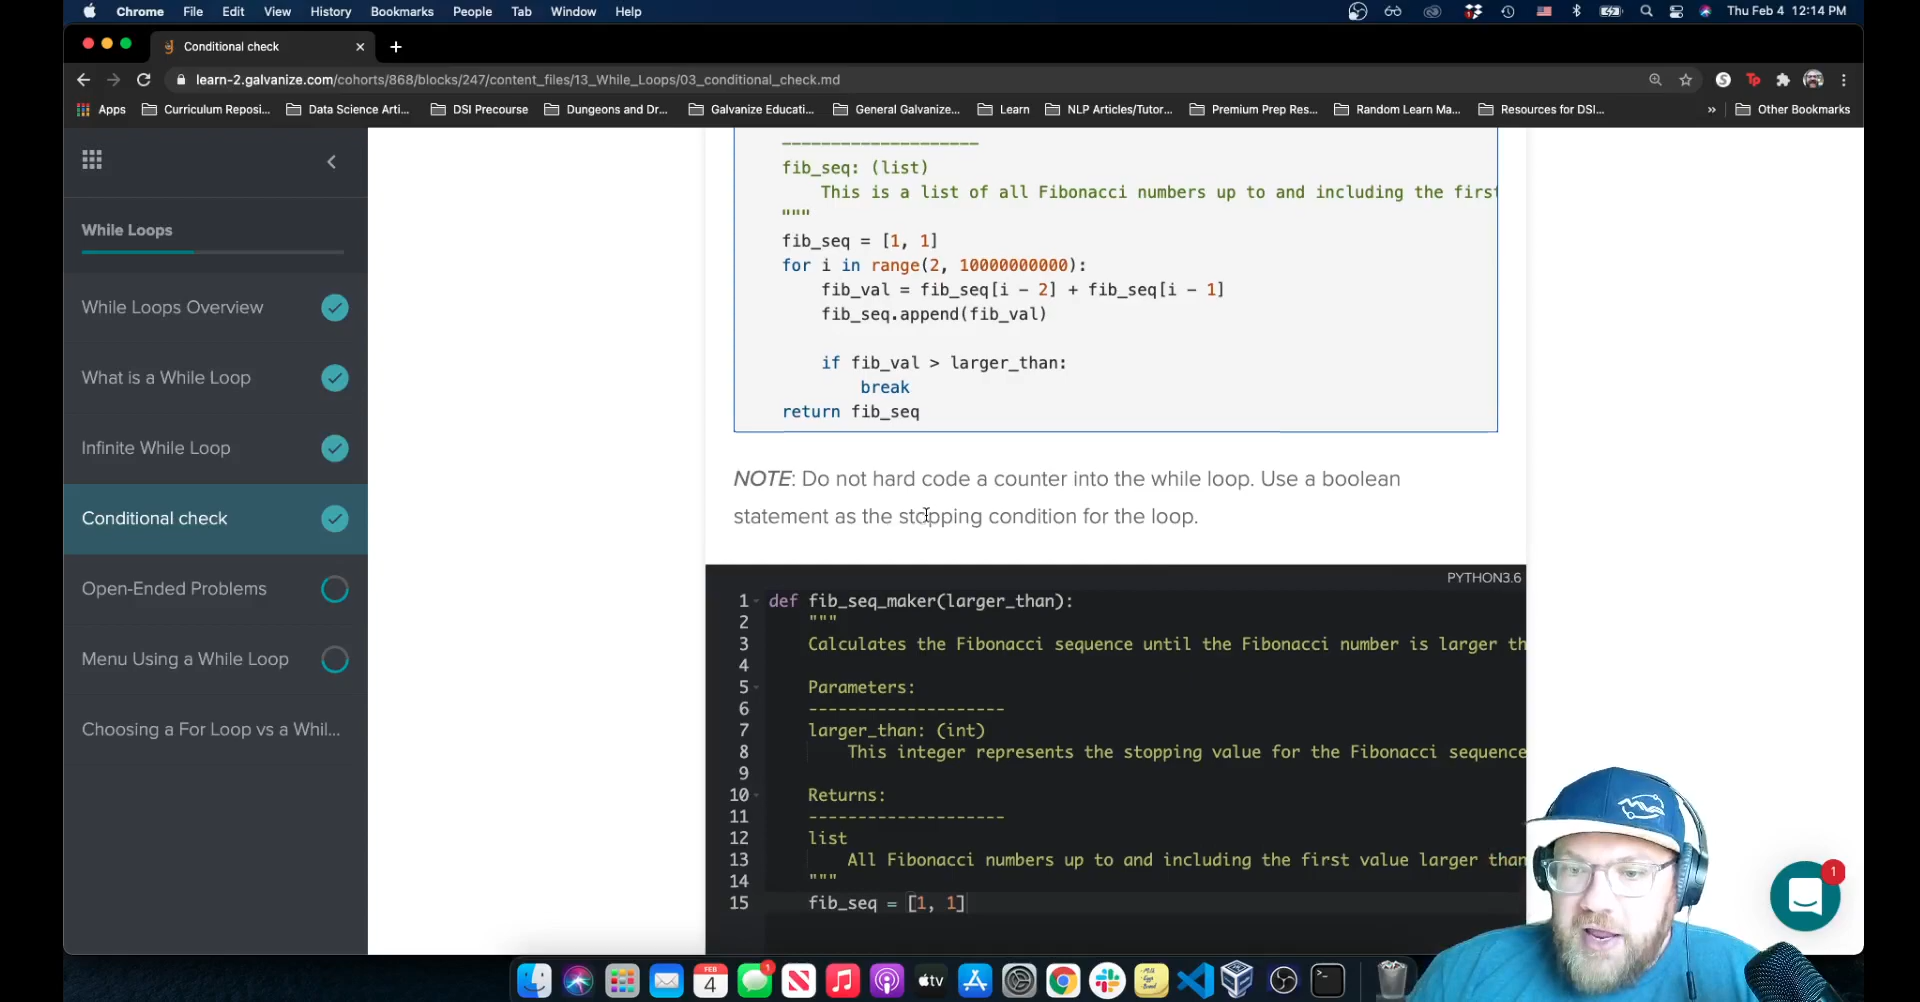 Chrome File Edit View History Bookmarks People Tab Window Help
Thu Feb 4 12:14 PM
Conditional check
learn-2.galvanize.com/cohorts/868/blocks/247/content_files/13_While_Loops/03_conditional_check.md
Apps Curriculum Reposi... Data Science Arti... DSI Precourse Dungeons and Dr... Galvanize Educati... General Galvanize... Learn NLP Articles/Tutor... Premium Prep Res... Random Learn Ma... Resources for DSI... » Other Bookmarks
While Loops
While Loops Overview
What is a While Loop
Infinite While Loop
Conditional check
Open-Ended Problems
Menu Using a While Loop
Choosing a For Loop vs a Whil...
--------------------
fib_seq: (list)
This is a list of all Fibonacci numbers up to and including the first
"""
fib_seq = [1, 1]
for i in range(2, 10000000000):
fib_val = fib_seq[i - 2] + fib_seq[i - 1]
fib_seq.append(fib_val)
if fib_val > larger_than:
break
return fib_seq
NOTE: Do not hard code a counter into the while loop. Use a boolean
statement as the stopping condition for the loop.
PYTHON3.6
1 def fib_seq_maker(larger_than):
2 """
3 Calculates the Fibonacci sequence until the Fibonacci number is larger th
4
5 Parameters:
6 --------------------
7 larger_than: (int)
8 This integer represents the stopping value for the Fibonacci sequence
9
10 Returns:
11 --------------------
12 list
13 All Fibonacci numbers up to and including the first value larger than
14 """
15 fib_seq = [1, 1]
1
FEB
4
1
tv